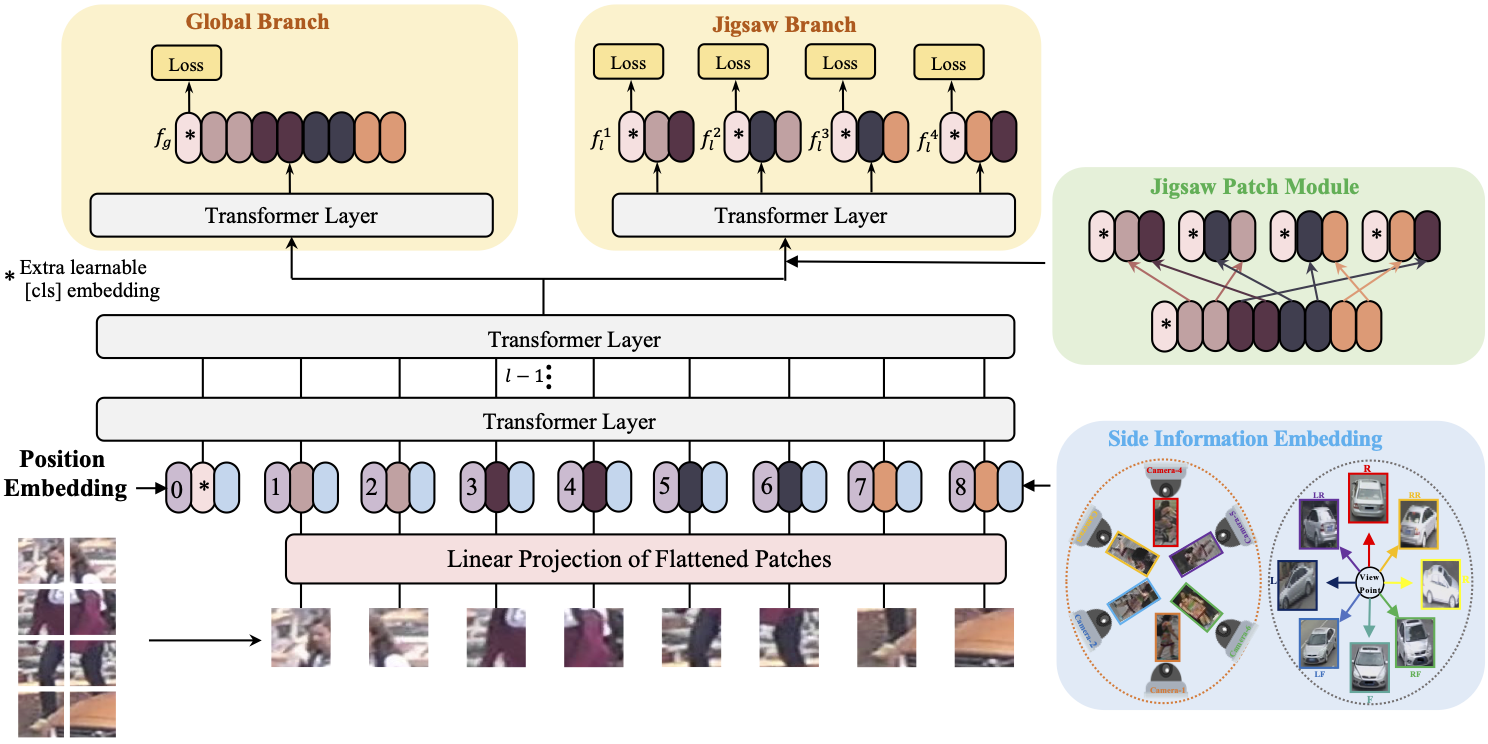 Global Branch
Loss
f_g
*
Transformer Layer
Jigsaw Branch
Loss Loss Loss Loss
f_l^1 * f_l^2 * f_l^3 * f_l^4 *
Transformer Layer
Jigsaw Patch Module
* * * *
*
* Extra learnable
[cls] embedding
Transformer Layer
l − 1
Transformer Layer
Position
Embedding
0 * 1 2 3 4 5 6 7 8
Linear Projection of Flattened Patches
Side Information Embedding
Camera-4
Camera-2
Camera-1
R
LR
RR
L
R
View
Point
LF
RF
F